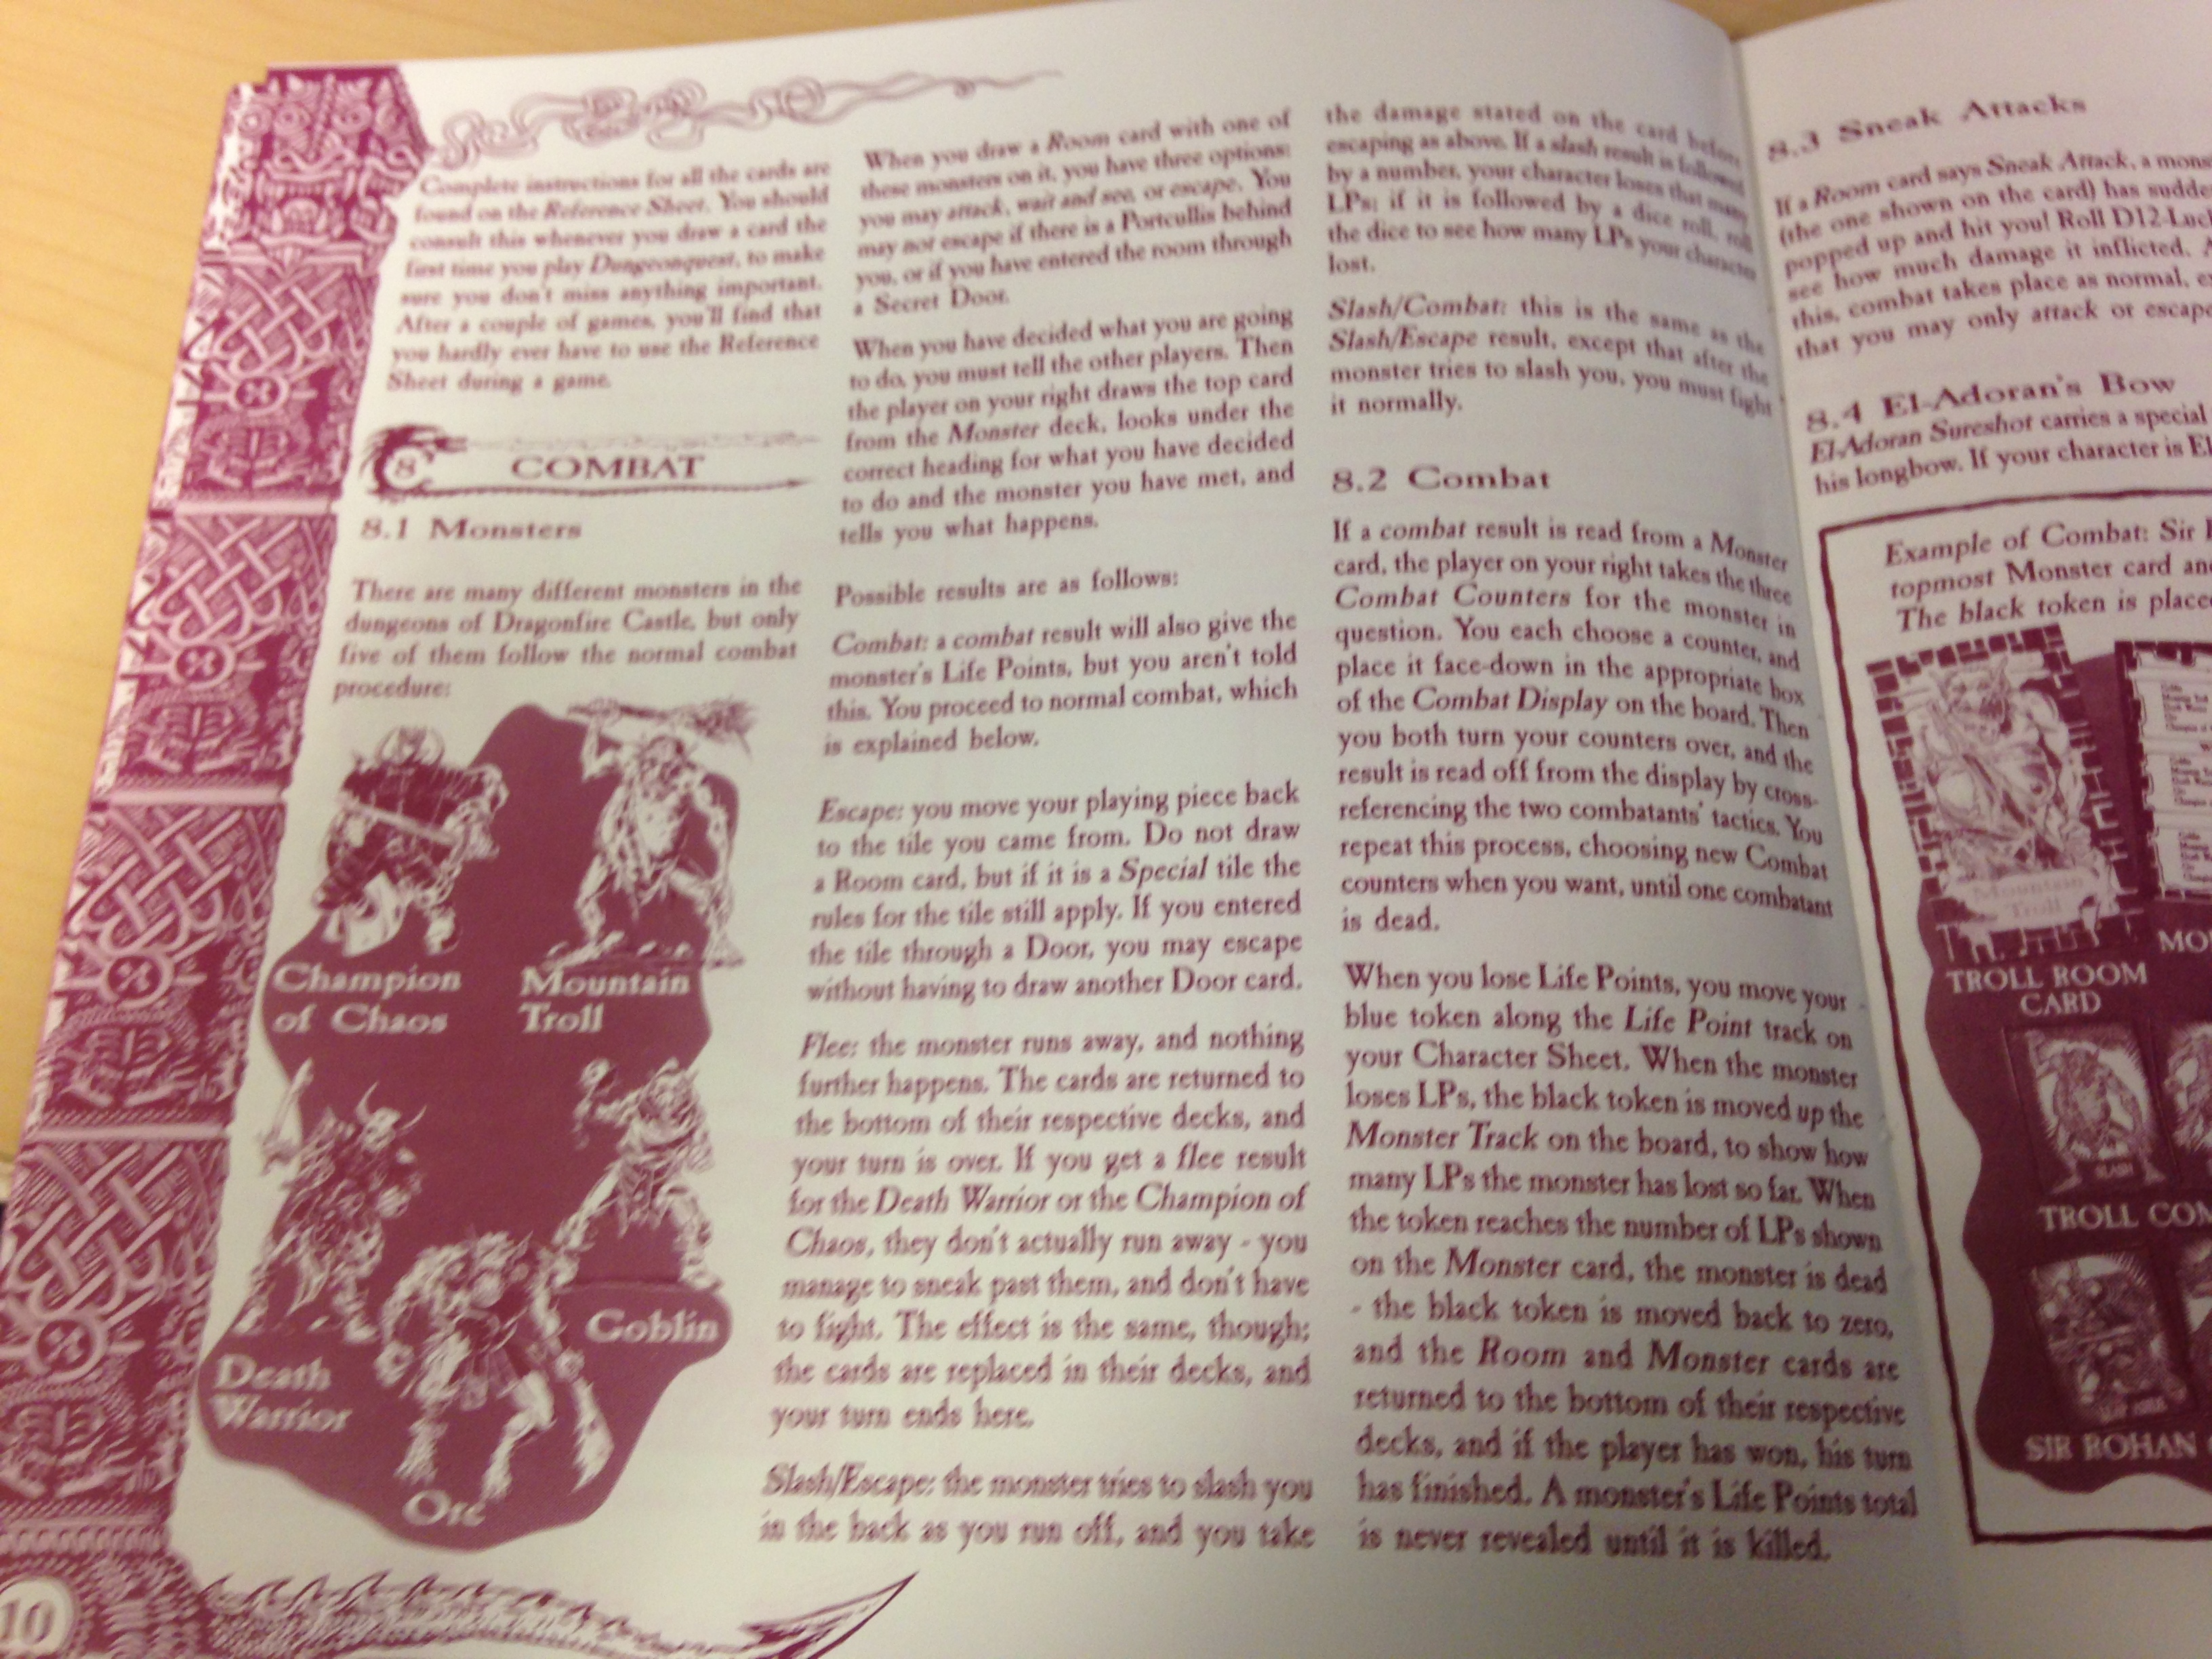 Complete instructions for all the cards are
found on the Reference Sheet. You should
consult this whenever you draw a card the
first time you play Dungeonquest, to make
sure you don't miss anything important.
After a couple of games, you'll find that
you hardly ever have to use the Reference
Sheet during a game.
8 COMBAT
8.1 Monsters
There are many different monsters in the
dungeons of Dragonfire Castle, but only
five of them follow the normal combat
procedure:
Champion
of Chaos
Mountain
Troll
Death
Warrior
Goblin
Orc
10
When you draw a Room card with one of
these monsters on it, you have three options:
you may attack, wait and see, or escape. You
may not escape if there is a Portcullis behind
you, or if you have entered the room through
a Secret Door.
When you have decided what you are going
to do, you must tell the other players. Then
the player on your right draws the top card
from the Monster deck, looks under the
correct heading for what you have decided
to do and the monster you have met, and
tells you what happens.
Possible results are as follows:
Combat: a combat result will also give the
monster's Life Points, but you aren't told
this. You proceed to normal combat, which
is explained below.
Escape: you move your playing piece back
to the tile you came from. Do not draw
a Room card, but if it is a Special tile the
rules for the tile still apply. If you entered
the tile through a Door, you may escape
without having to draw another Door card.
Flee: the monster runs away, and nothing
further happens. The cards are returned to
the bottom of their respective decks, and
your turn is over. If you get a flee result
for the Death Warrior or the Champion of
Chaos, they don't actually run away - you
manage to sneak past them, and don't have
to fight. The effect is the same, though;
the cards are replaced in their decks, and
your turn ends here.
Slash/Escape: the monster tries to slash you
in the back as you run off, and you take
the damage stated on the card before
escaping as above. If a slash result is followed
by a number, your character loses that many
LPs; if it is followed by a dice roll, roll
the dice to see how many LPs your character
lost.
Slash/Combat: this is the same as the
Slash/Escape result, except that after the
monster tries to slash you, you must fight
it normally.
8.2 Combat
If a combat result is read from a Monster
card, the player on your right takes the three
Combat Counters for the monster in
question. You each choose a counter, and
place it face-down in the appropriate box
of the Combat Display on the board. Then
you both turn your counters over, and the
result is read off from the display by cross-
referencing the two combatants' tactics. You
repeat this process, choosing new Combat
counters when you want, until one combatant
is dead.
When you lose Life Points, you move your
blue token along the Life Point track on
your Character Sheet. When the monster
loses LPs, the black token is moved up the
Monster Track on the board, to show how
many LPs the monster has lost so far. When
the token reaches the number of LPs shown
on the Monster card, the monster is dead
- the black token is moved back to zero,
and the Room and Monster cards are
returned to the bottom of their respective
decks, and if the player has won, his turn
has finished. A monster's Life Points total
is never revealed until it is killed.
8.3 Sneak Attacks
If a Room card says Sneak Attack, a mons
(the one shown on the card) has sudde
popped up and hit you! Roll D12-Luck
see how much damage it inflicted. A
this, combat takes place as normal, e
that you may only attack or escape
8.4 El-Adoran's Bow
El-Adoran Sureshot carries a special
his longbow. If your character is El
Example of Combat: Sir
topmost Monster card and
The black token is place
Mountain
Troll
TROLL ROOM
CARD
MO
SLASH
TROLL COM
SIR ROHAN